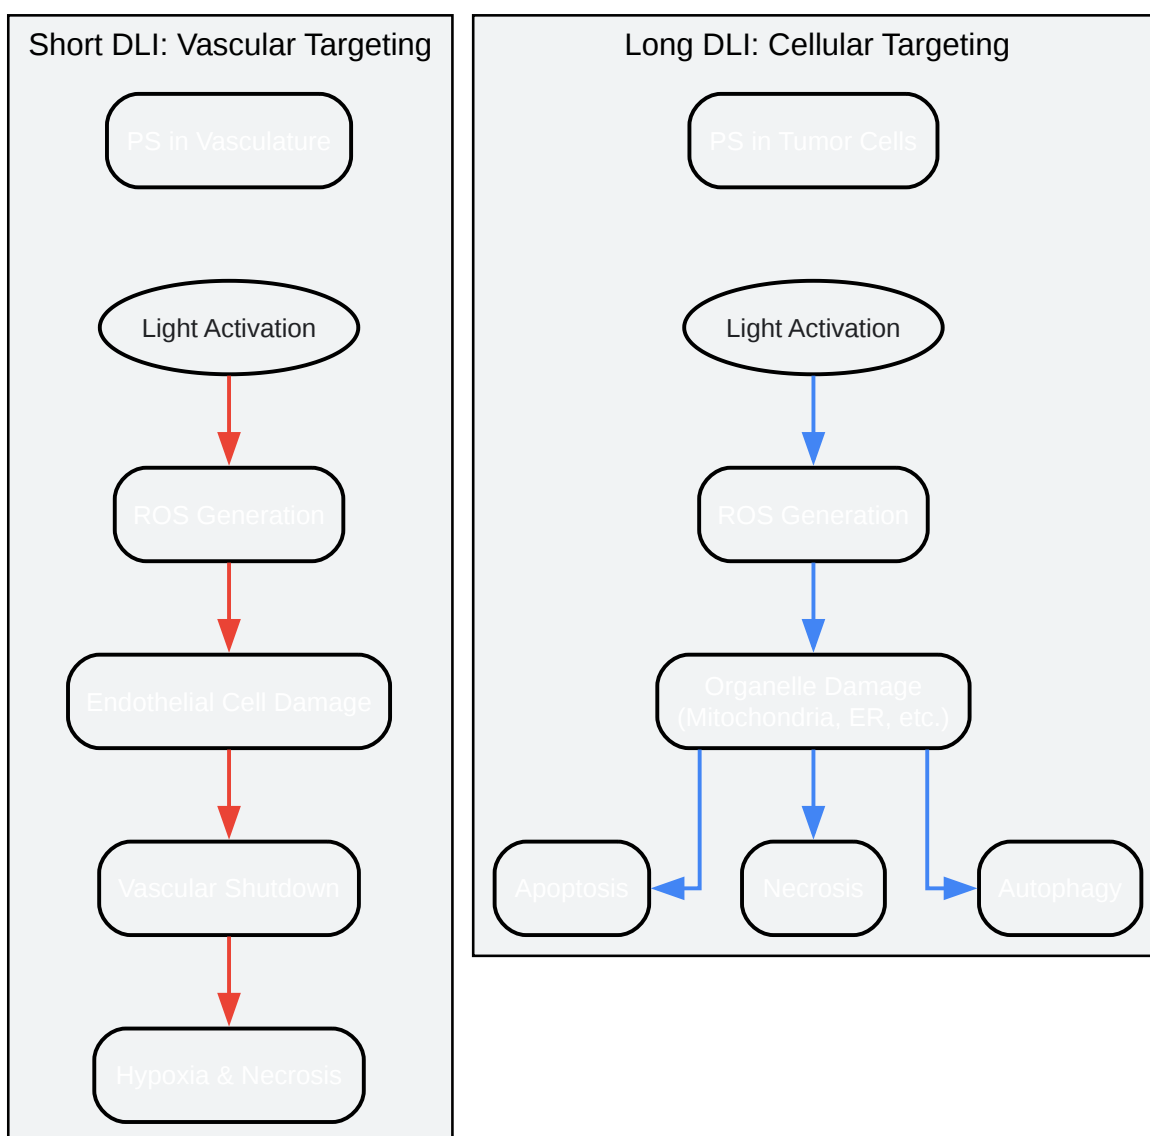 Short DLI: Vascular Targeting
PS in Vasculature
Light Activation
ROS Generation
Endothelial Cell Damage
Vascular Shutdown
Hypoxia & Necrosis
Long DLI: Cellular Targeting
PS in Tumor Cells
Light Activation
ROS Generation
Organelle Damage
(Mitochondria, ER, etc.)
Apoptosis
Necrosis
Autophagy